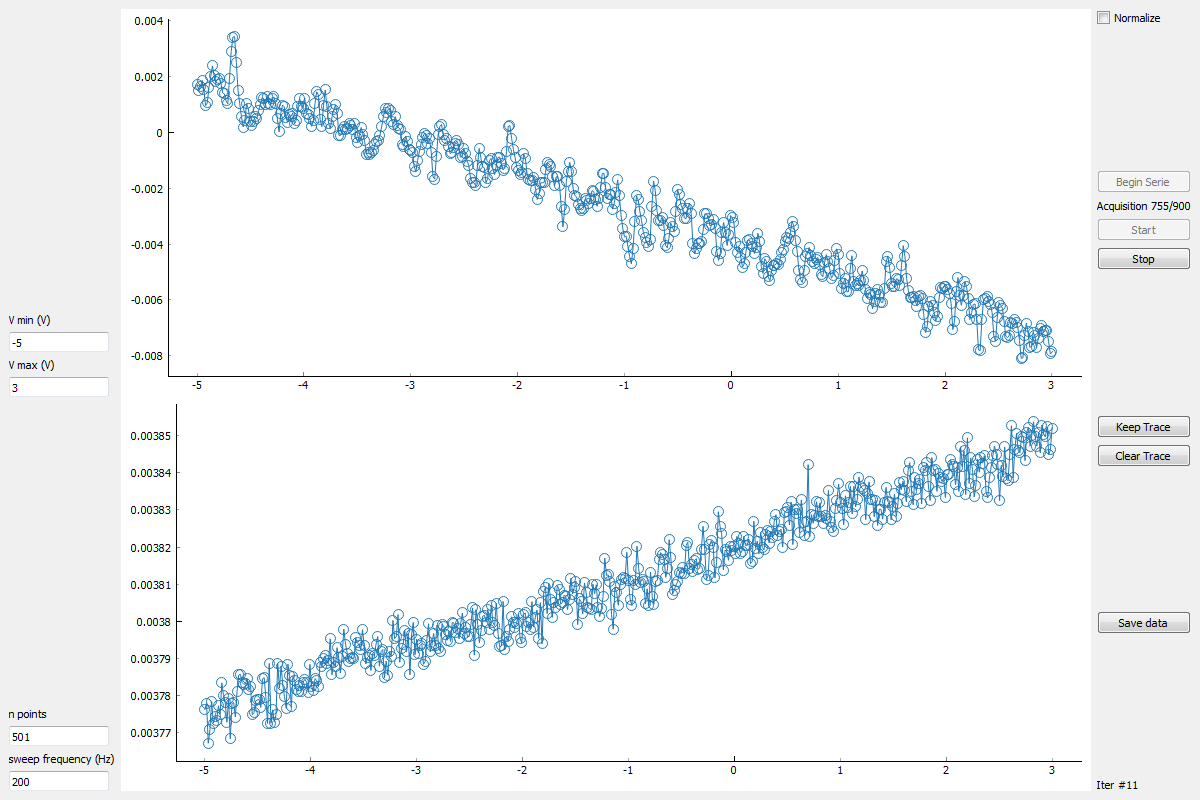 Normalize
0.004
0.002
0
-0.002
-0.004
-0.006
-0.008
-5 -4 -3 -2 -1 0 1 2 3
Begin Serie
Acquisition 755/900
Start
Stop
V min (V)
-5
V max (V)
3
0.00385
0.00384
0.00383
0.00382
0.00381
0.0038
0.00379
0.00378
0.00377
-5 -4 -3 -2 -1 0 1 2 3
Keep Trace
Clear Trace
Save data
n points
501
sweep frequency (Hz)
200
Iter #11